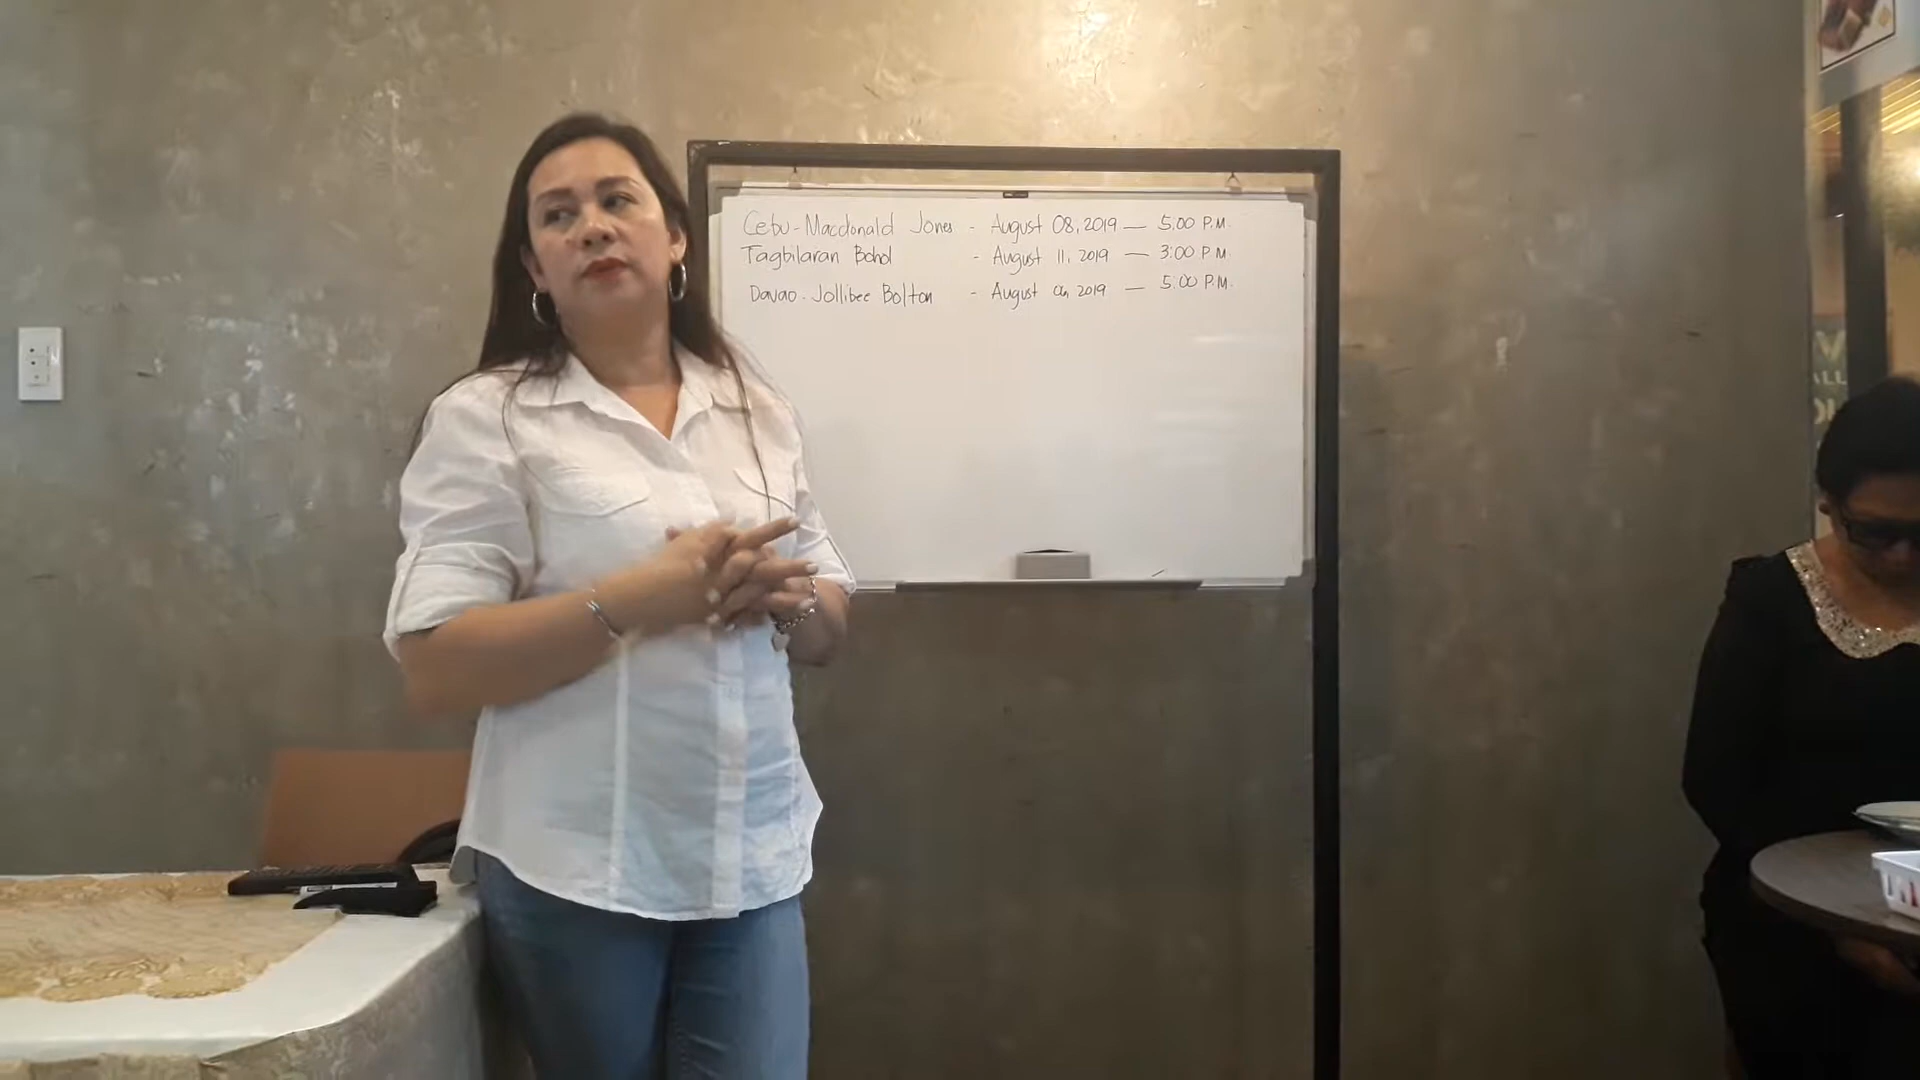 Cebu - Macdonald Jones - August 08, 2019 — 5:00 P.M.
Tagbilaran Bohol - August 11, 2019 — 3:00 P.M.
Davao - Jollibee Bolton - August 06, 2019 — 5:00 P.M.